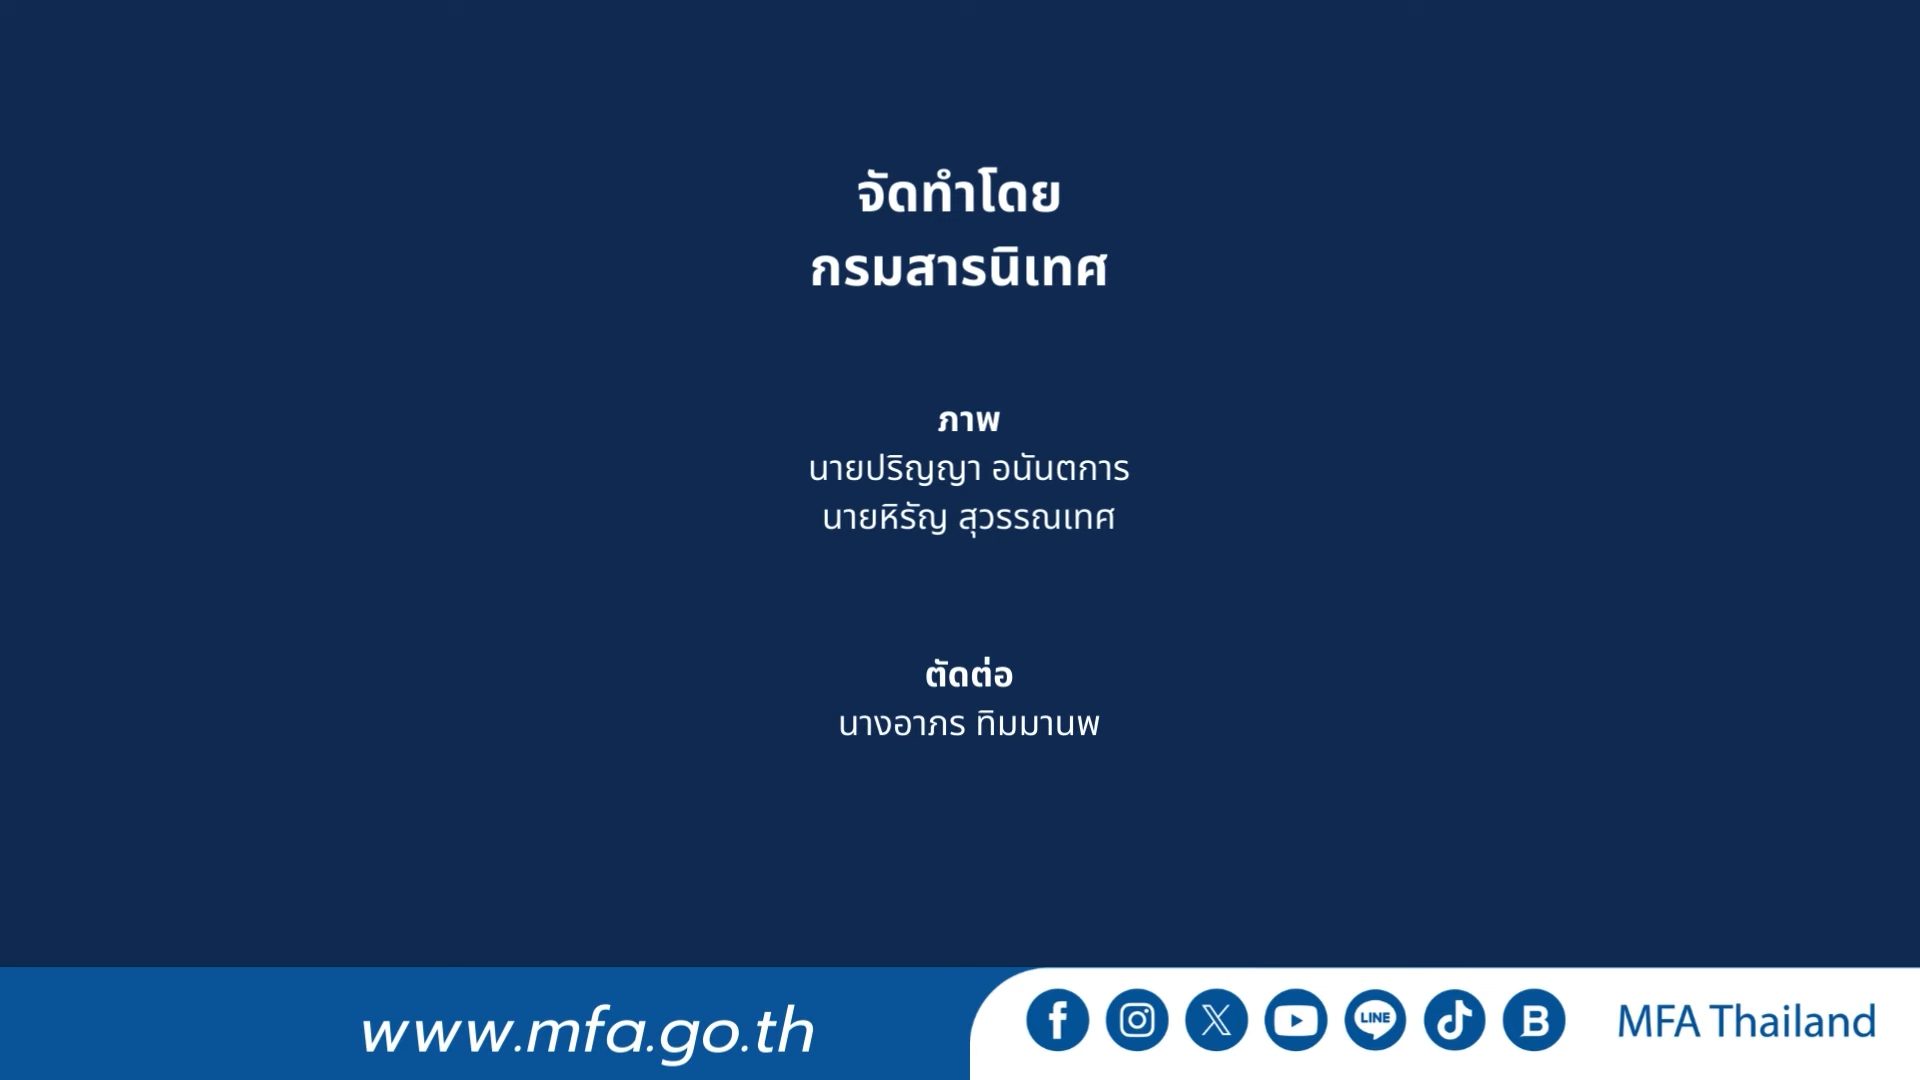 จัดทำโดย
กรมสารนิเทศ
ภาพ
นายปริญญา อนันตการ
นายหิรัญ สุวรรณเทศ
ตัดต่อ
นางอาภร ทิมมานพ
www.mfa.go.th
LINE
B
MFA Thailand